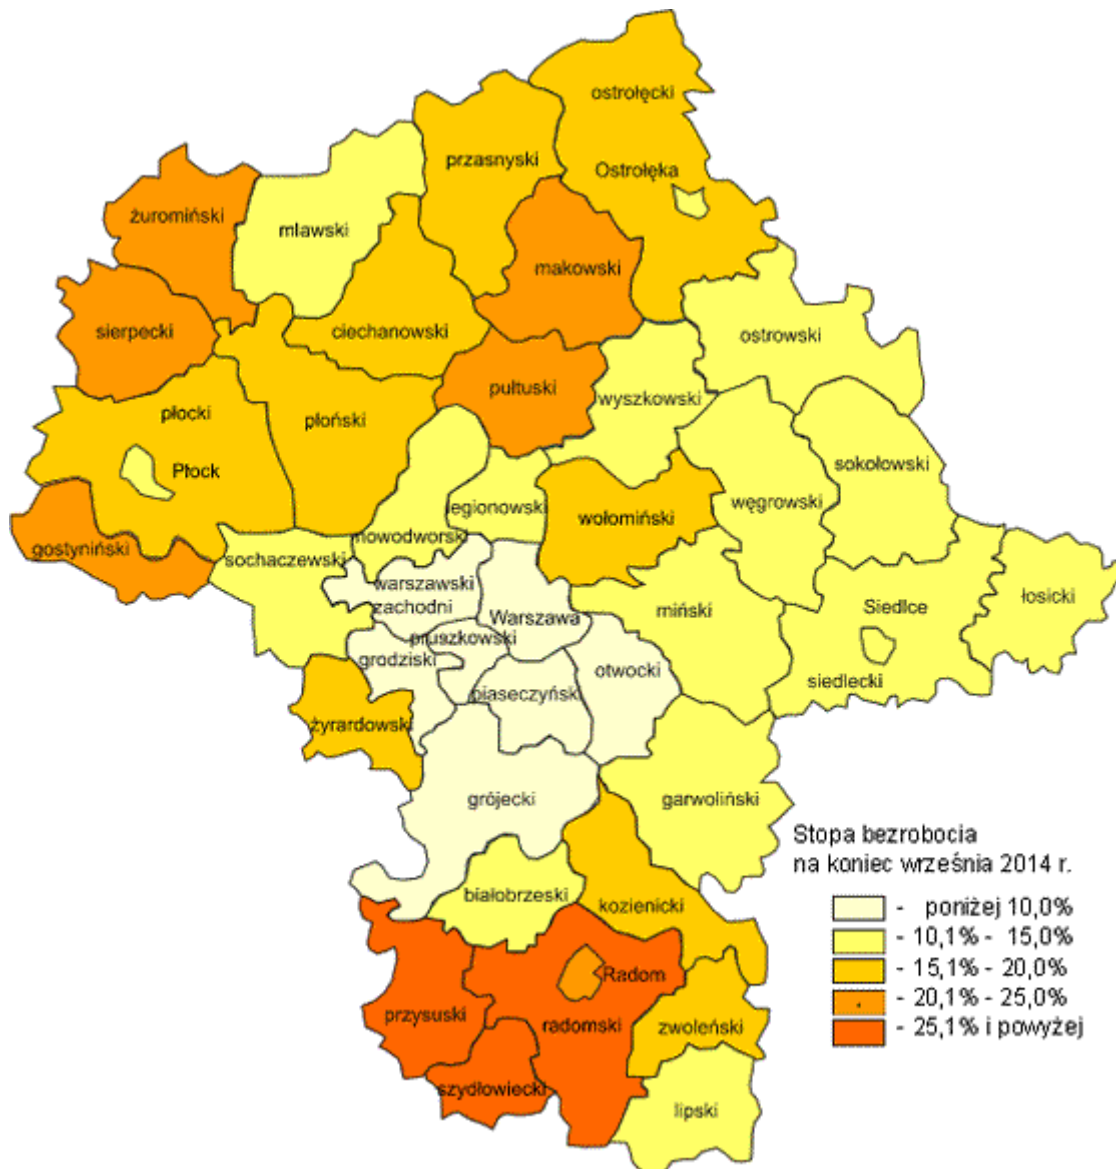 ostrołęcki
przasnyski
Ostrołęka
żuromiński
mławski
makowski
sierpecki
ciechanowski
ostrowski
pułtuski
wyszkowski
płocki
płoński
sokołowski
Płock
węgrowski
legionowski
wołomiński
nowodworski
gostyniński
sochaczewski
warszawski
zachodni
Warszawa
miński
Siedlce
łosicki
pruszkowski
grodziski
otwocki
siedlecki
piaseczyński
żyrardowski
grójecki
garwoliński
Stopa bezrobocia
na koniec września 2014 r.
białobrzeski
kozienicki
- poniżej 10,0%
- 10,1% - 15,0%
- 15,1% - 20,0%
- 20,1% - 25,0%
- 25,1% i powyżej
Radom
przysuski
radomski
zwoleński
szydłowiecki
lipski